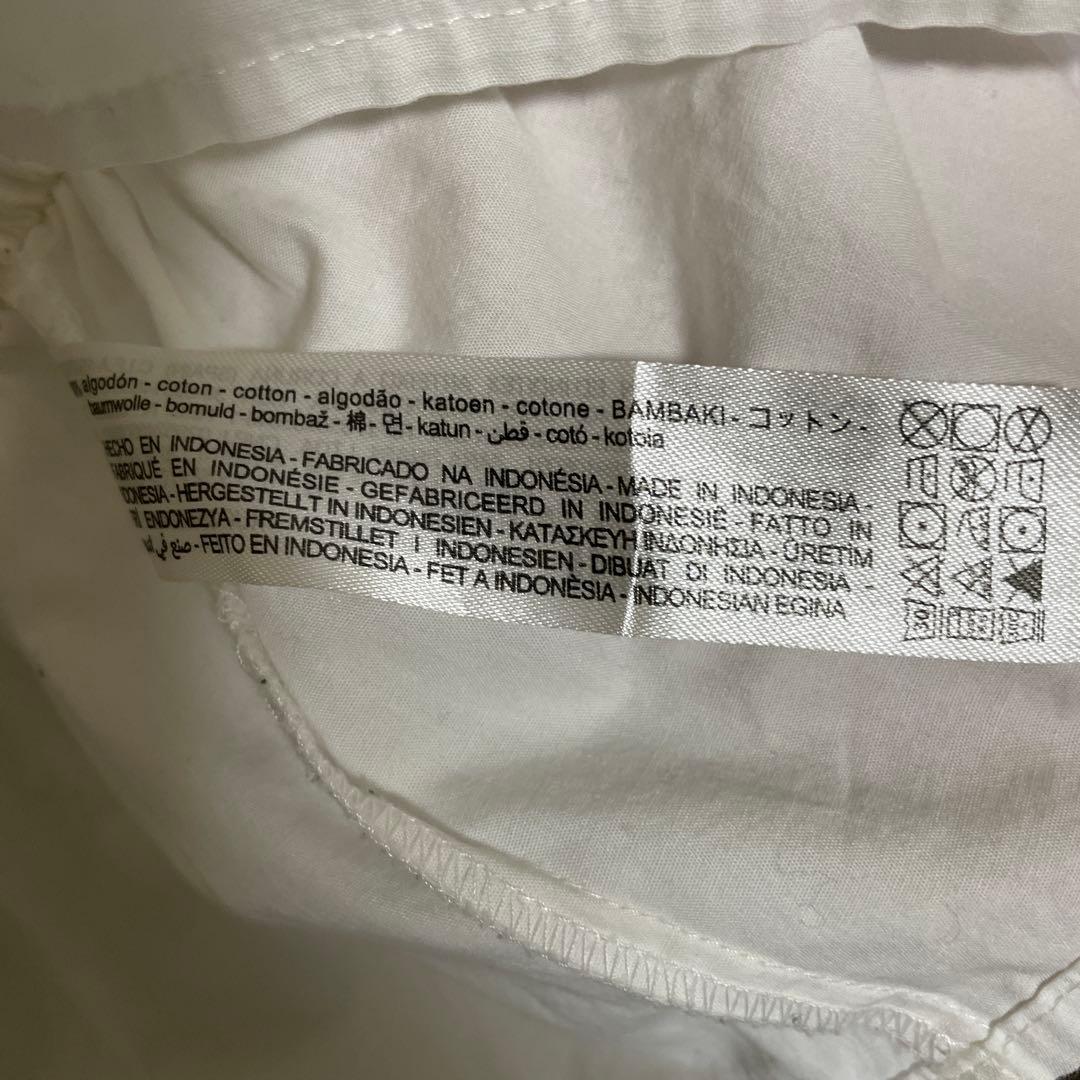 algodón - coton - cotton - algodão - katoen - cotone - BAMBAKI - コットン -
baumwolle - bomuld - bombaž - 棉 - 면 - katun - قطن - cotó - kotoia
HECHO EN INDONESIA - FABRICADO NA INDONÉSIA - MADE IN INDONESIA -
FABRIQUÉ EN INDONÉSIE - GEFABRICEERD IN INDONESIË - FATTO IN
INDONESIA - HERGESTELLT IN INDONESIEN - ΚΑΤΑΣΚΕΥΗ ΙΝΔΟΝΗΣΙΑ - ÜRETİM
ENDONEZYA - FREMSTILLET I INDONESIEN - DIBUAT DI INDONESIA -
صنع في - FEITO EN INDONESIA - FET A INDONÈSIA - INDONESIAN EGINA